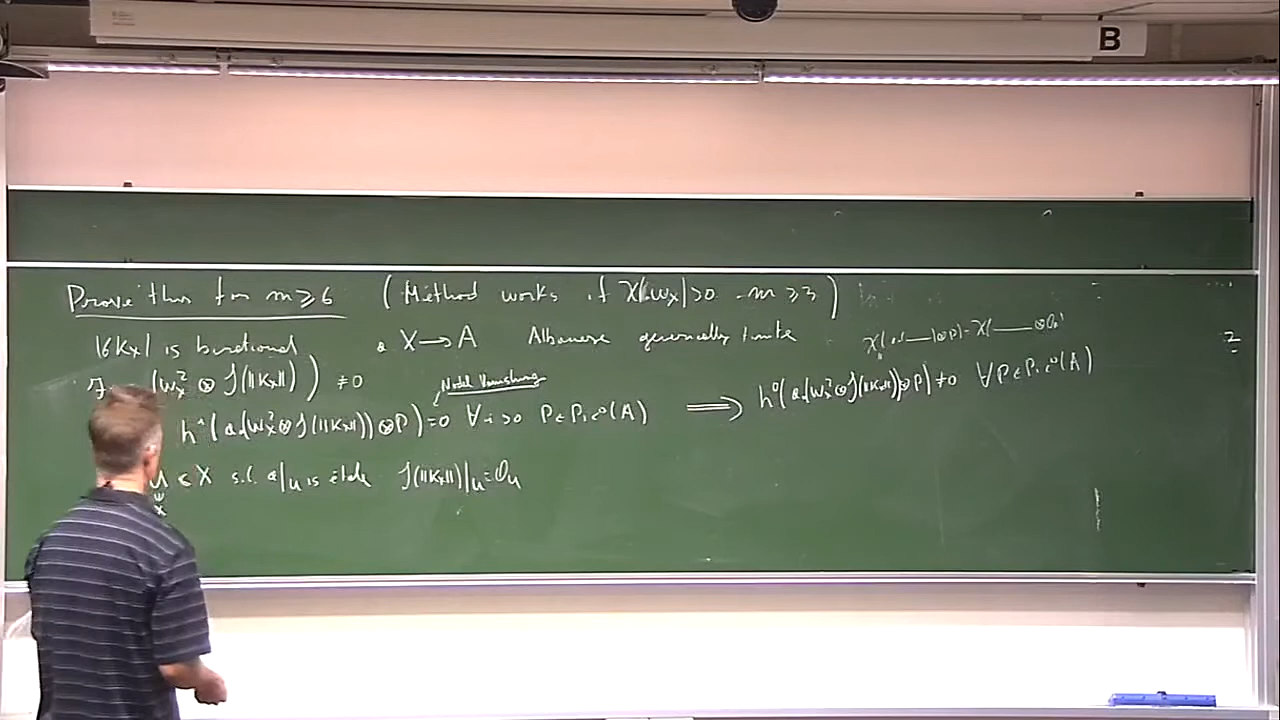 B
Prove thm for m ≥ 6 ( Method works if χ(ω_X) > 0 m ≥ 3 )
|6K_X| is birational a X → A Albanese generically finite
χ( ⊗P) = χ(
(ω_X^2 ⊗ J(||K_X||)) ≠ 0 Nadel Vanishing
h^i(a_*(ω_X^2 ⊗ J(||K_X||)) ⊗ P) = 0 ∀ i > 0 P ∈ Pic^0(A) ⟹ h^0(a_*(ω_X^2 ⊗ J(||K_X||)) ⊗ P) ≠ 0 ∀ P ∈ Pic^0(A)
U ⊂ X s.t. a|_U is étale J(||K_X||)|_U = O_U
x